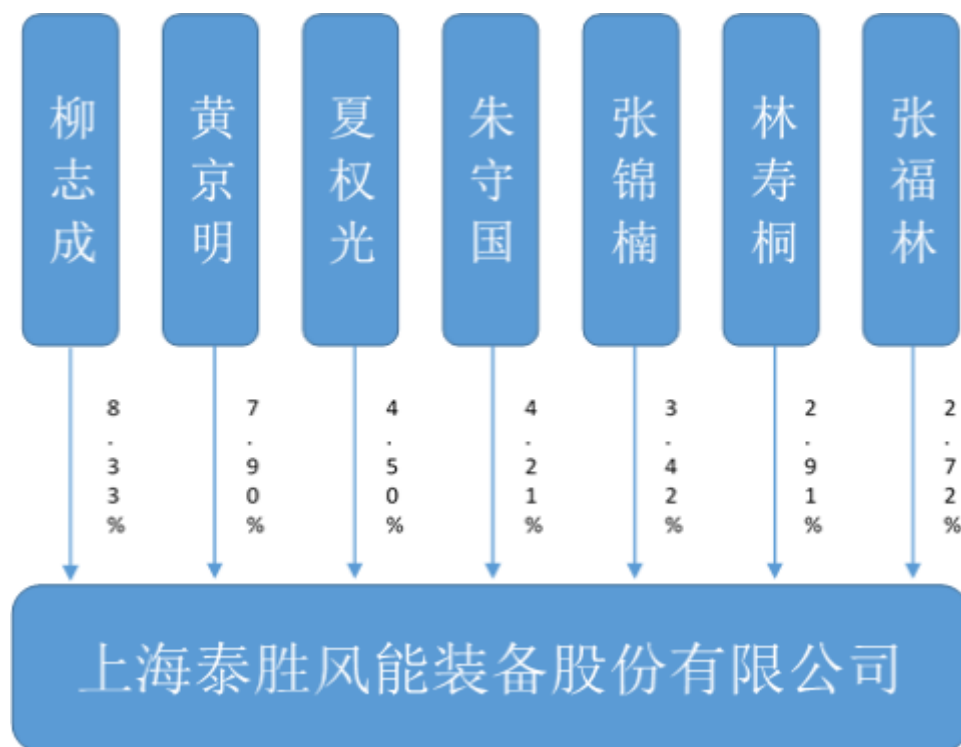 柳志成
黄京明
夏权光
朱守国
张锦楠
林寿桐
张福林
8.33%
7.90%
4.50%
4.21%
3.42%
2.91%
2.72%
上海泰胜风能装备股份有限公司